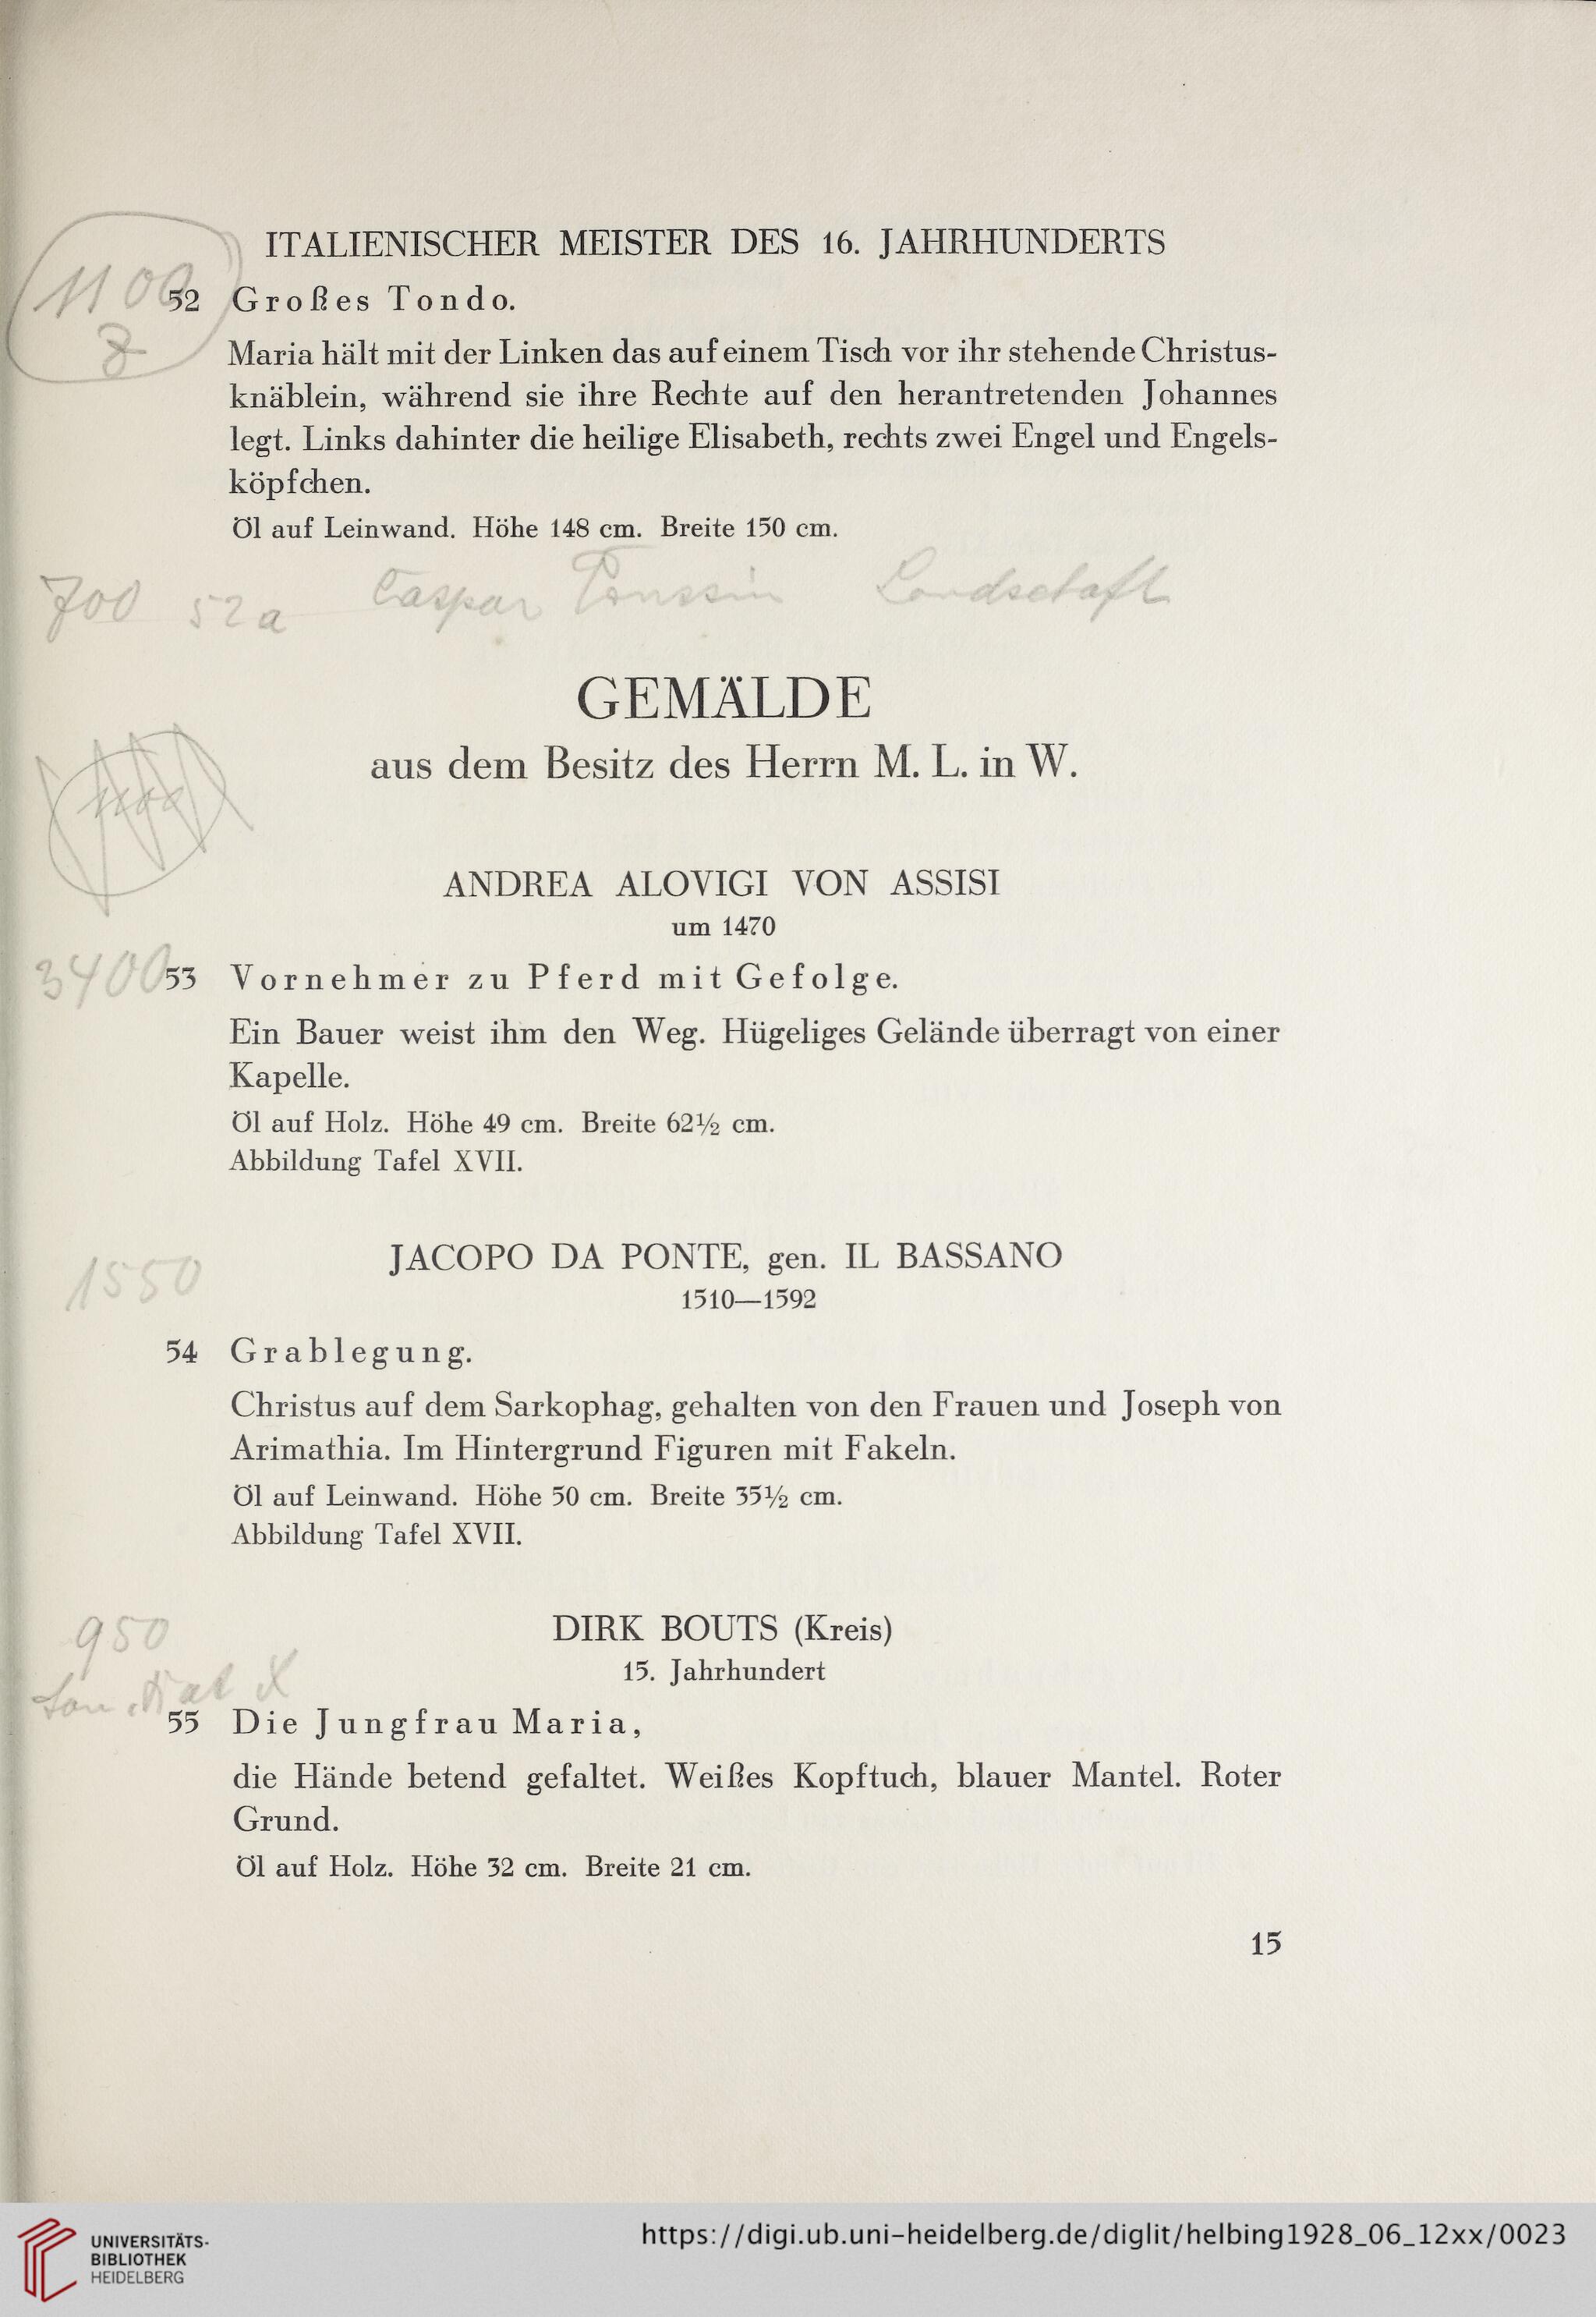 ITALIENISCHER MEISTER DES 16. JAHRHUNDERTS
1100
52 Großes Tondo.
Maria hält mit der Linken das auf einem Tisch vor ihr stehende Christus-
knäblein, während sie ihre Rechte auf den herantretenden Johannes
legt. Links dahinter die heilige Elisabeth, rechts zwei Engel und Engels-
köpfchen.
Öl auf Leinwand. Höhe 148 cm. Breite 150 cm.
700 52a Caspar Poussin Landschaft
GEMÄLDE
aus dem Besitz des Herrn M. L. in W.
1100
ANDREA ALOVIGI VON ASSISI
um 1470
3400
53 Vornehmer zu Pferd mit Gefolge.
Ein Bauer weist ihm den Weg. Hügeliges Gelände überragt von einer
Kapelle.
Öl auf Holz. Höhe 49 cm. Breite 62½ cm.
Abbildung Tafel XVII.
JACOPO DA PONTE, gen. IL BASSANO
1550
1510—1592
54 Grablegung.
Christus auf dem Sarkophag, gehalten von den Frauen und Joseph von
Arimathia. Im Hintergrund Figuren mit Fakeln.
Öl auf Leinwand. Höhe 50 cm. Breite 35½ cm.
Abbildung Tafel XVII.
DIRK BOUTS (Kreis)
950
15. Jahrhundert
55 Die Jungfrau Maria,
die Hände betend gefaltet. Weißes Kopftuch, blauer Mantel. Roter
Grund.
Öl auf Holz. Höhe 32 cm. Breite 21 cm.
15
UNIVERSITÄTS-
BIBLIOTHEK
HEIDELBERG
https://digi.ub.uni-heidelberg.de/diglit/helbing1928_06_12xx/0023